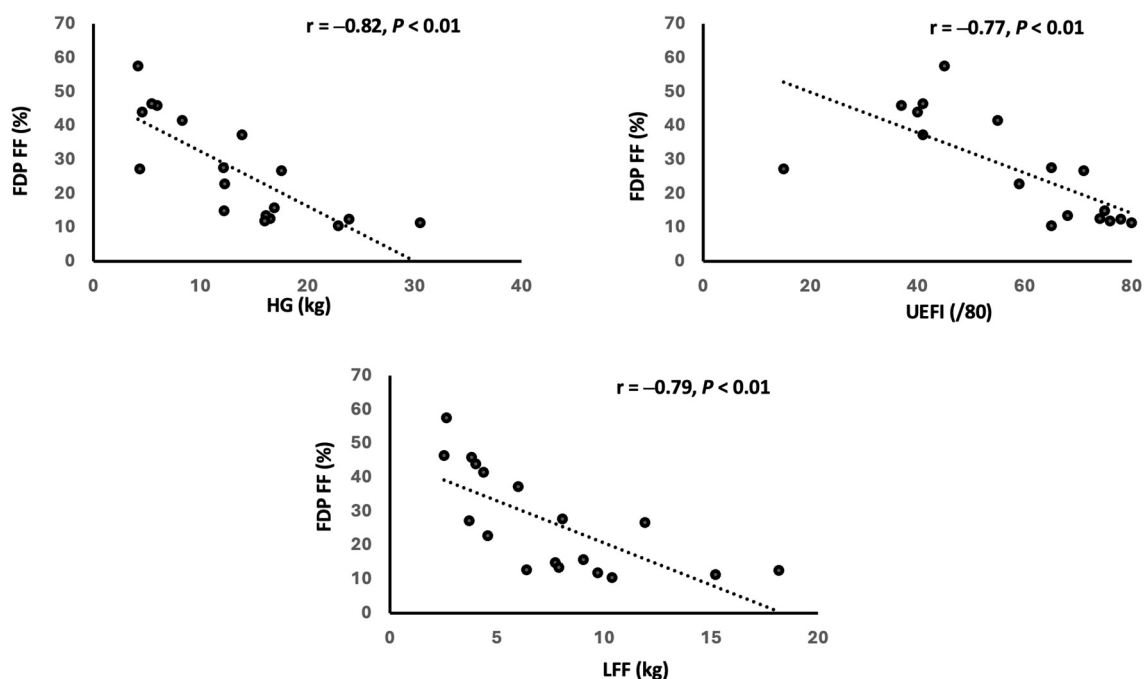 r = –0.82, P < 0.01
FDP FF (%)
70
60
50
40
30
20
10
0
0 10 20 30 40
HG (kg)
r = –0.77, P < 0.01
FDP FF (%)
70
60
50
40
30
20
10
0
0 20 40 60 80
UEFI (/80)
r = –0.79, P < 0.01
FDP FF (%)
70
60
50
40
30
20
10
0
0 5 10 15 20
LFF (kg)